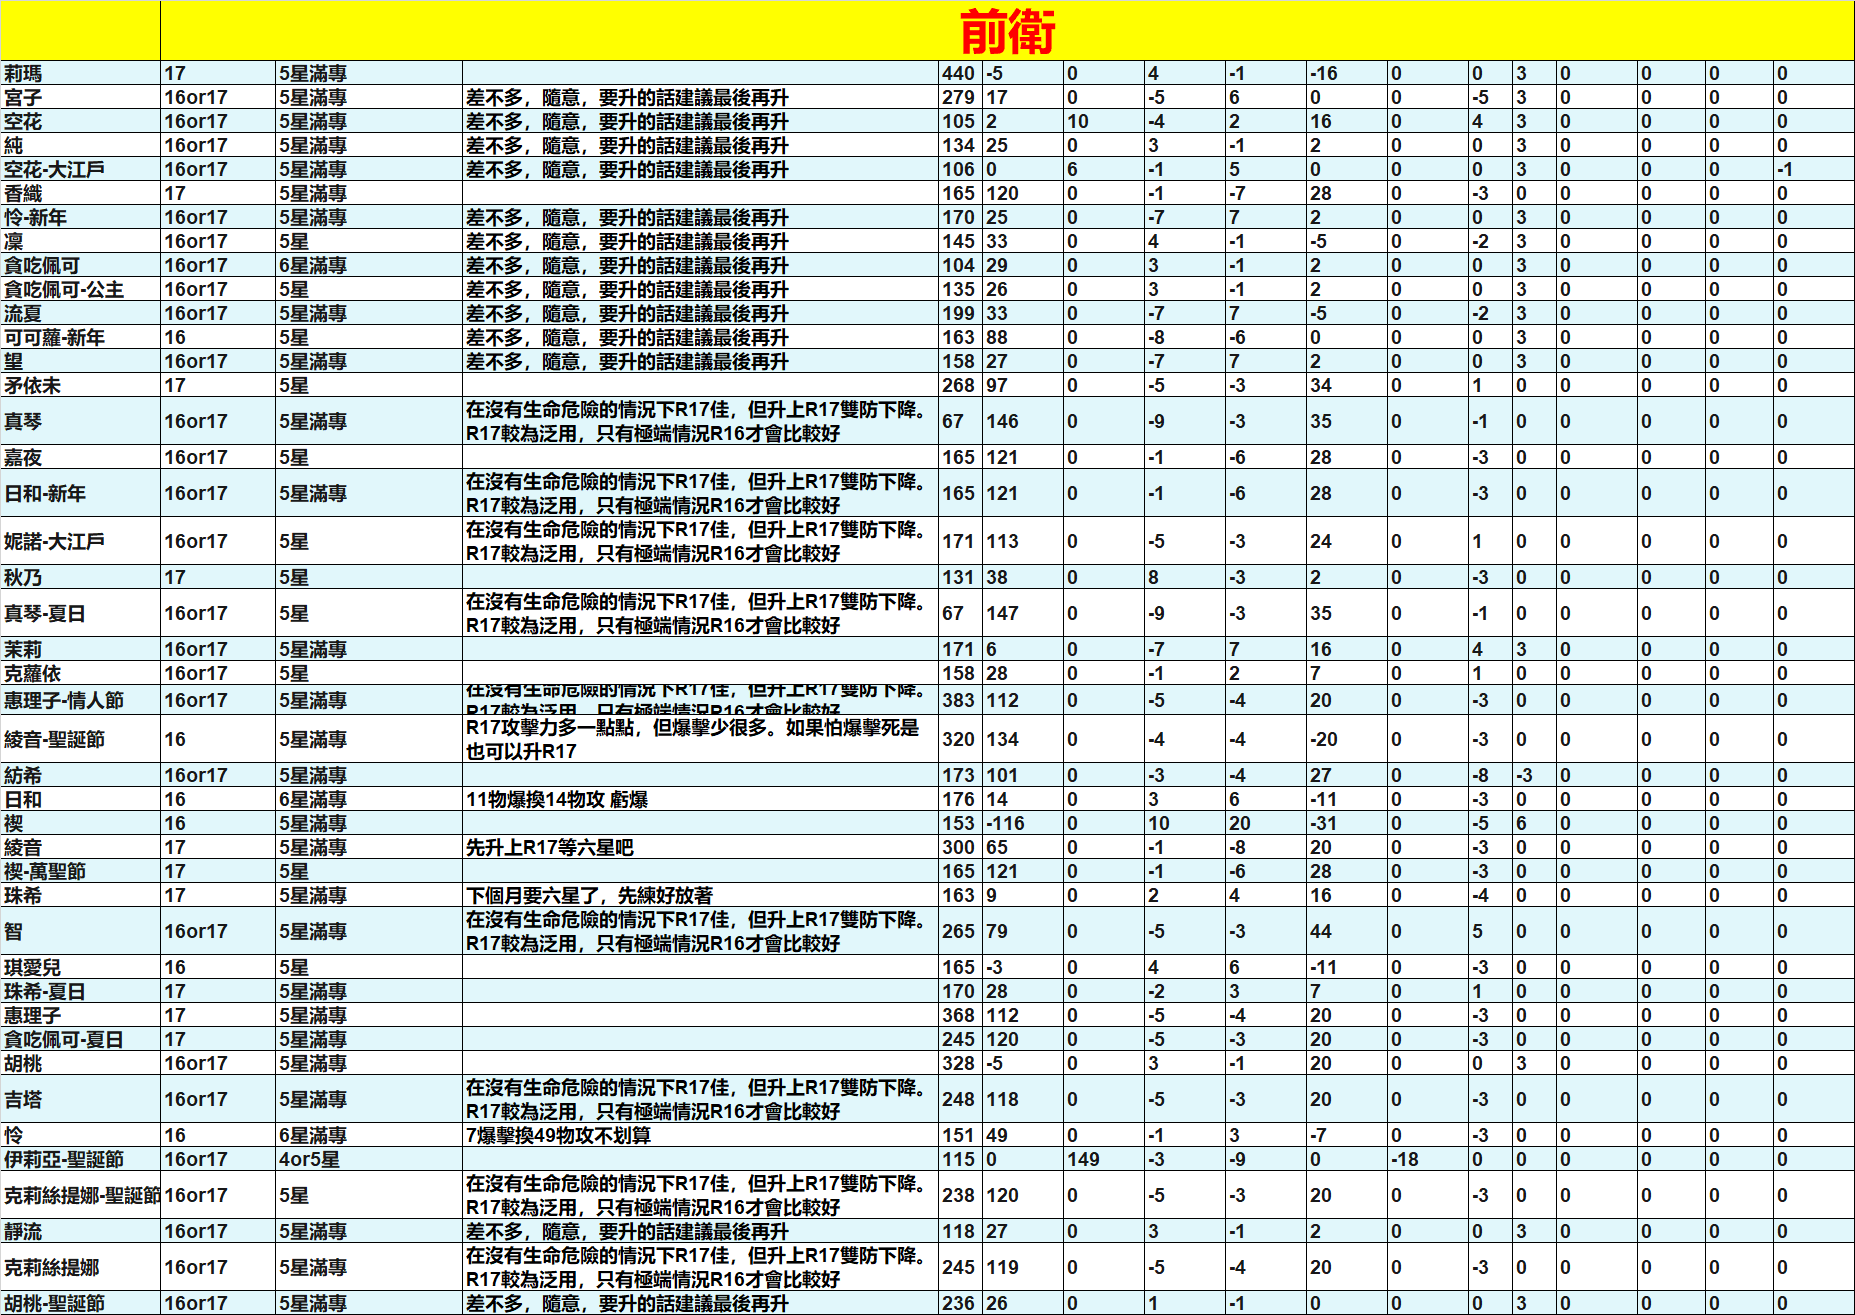 前衛
莉瑪 17 5星滿專 440 -5 0 4 -1 -16 0 0 3 0 0 0 0
宮子 16or17 5星滿專 差不多，隨意，要升的話建議最後再升 279 17 0 -5 6 0 0 -5 3 0 0 0 0
空花 16or17 5星滿專 差不多，隨意，要升的話建議最後再升 105 2 10 -4 2 16 0 4 3 0 0 0 0
純 16or17 5星滿專 差不多，隨意，要升的話建議最後再升 134 25 0 3 -1 2 0 0 3 0 0 0 0
空花-大江戶 16or17 5星滿專 差不多，隨意，要升的話建議最後再升 106 0 6 -1 5 0 0 0 3 0 0 0 -1
香織 17 5星滿專 165 120 0 -1 -7 28 0 -3 0 0 0 0 0
怜-新年 16or17 5星滿專 差不多，隨意，要升的話建議最後再升 170 25 0 -7 7 2 0 0 3 0 0 0 0
凜 16or17 5星 差不多，隨意，要升的話建議最後再升 145 33 0 4 -1 -5 0 -2 3 0 0 0 0
貪吃佩可 16or17 6星滿專 差不多，隨意，要升的話建議最後再升 104 29 0 3 -1 2 0 0 3 0 0 0 0
貪吃佩可-公主 16or17 5星 差不多，隨意，要升的話建議最後再升 135 26 0 3 -1 2 0 0 3 0 0 0 0
流夏 16or17 5星滿專 差不多，隨意，要升的話建議最後再升 199 33 0 -7 7 -5 0 -2 3 0 0 0 0
可可蘿-新年 16 5星 差不多，隨意，要升的話建議最後再升 163 88 0 -8 -6 0 0 0 3 0 0 0 0
望 16or17 5星滿專 差不多，隨意，要升的話建議最後再升 158 27 0 -7 7 2 0 0 3 0 0 0 0
矛依未 17 5星 268 97 0 -5 -3 34 0 1 0 0 0 0 0
真琴 16or17 5星滿專 在沒有生命危險的情況下R17佳，但升上R17雙防下降。
R17較為泛用，只有極端情況R16才會比較好 67 146 0 -9 -3 35 0 -1 0 0 0 0 0
嘉夜 16or17 5星 165 121 0 -1 -6 28 0 -3 0 0 0 0 0
日和-新年 16or17 5星滿專 在沒有生命危險的情況下R17佳，但升上R17雙防下降。
R17較為泛用，只有極端情況R16才會比較好 165 121 0 -1 -6 28 0 -3 0 0 0 0 0
妮諾-大江戶 16or17 5星 在沒有生命危險的情況下R17佳，但升上R17雙防下降。
R17較為泛用，只有極端情況R16才會比較好 171 113 0 -5 -3 24 0 1 0 0 0 0 0
秋乃 17 5星 131 38 0 8 -3 2 0 -3 0 0 0 0 0
真琴-夏日 16or17 5星 在沒有生命危險的情況下R17佳，但升上R17雙防下降。
R17較為泛用，只有極端情況R16才會比較好 67 147 0 -9 -3 35 0 -1 0 0 0 0 0
茉莉 16or17 5星滿專 171 6 0 -7 7 16 0 4 3 0 0 0 0
克蘿依 16or17 5星 158 28 0 -1 2 7 0 1 0 0 0 0 0
惠理子-情人節 16or17 5星滿專 在沒有生命危險的情況下R17佳，但升上R17雙防下降。
R17較為泛用，只有極端情況R16才會比較好 383 112 0 -5 -4 20 0 -3 0 0 0 0 0
綾音-聖誕節 16 5星滿專 R17攻擊力多一點點，但爆擊少很多。如果怕爆擊死是
也可以升R17 320 134 0 -4 -4 -20 0 -3 0 0 0 0 0
紡希 16or17 5星滿專 173 101 0 -3 -4 27 0 -8 -3 0 0 0 0
日和 16 6星滿專 11物爆換14物攻 虧爆 176 14 0 3 6 -11 0 -3 0 0 0 0 0
禊 16 5星滿專 153 -116 0 10 20 -31 0 -5 6 0 0 0 0
綾音 17 5星滿專 先升上R17等六星吧 300 65 0 -1 -8 20 0 -3 0 0 0 0 0
禊-萬聖節 17 5星 165 121 0 -1 -6 28 0 -3 0 0 0 0 0
珠希 17 5星滿專 下個月要六星了，先練好放著 163 9 0 2 4 16 0 -4 0 0 0 0 0
智 16or17 5星滿專 在沒有生命危險的情況下R17佳，但升上R17雙防下降。
R17較為泛用，只有極端情況R16才會比較好 265 79 0 -5 -3 44 0 5 0 0 0 0 0
琪愛兒 16 5星 165 -3 0 4 6 -11 0 -3 0 0 0 0 0
珠希-夏日 17 5星滿專 170 28 0 -2 3 7 0 1 0 0 0 0 0
惠理子 17 5星滿專 368 112 0 -5 -4 20 0 -3 0 0 0 0 0
貪吃佩可-夏日 17 5星滿專 245 120 0 -5 -3 20 0 -3 0 0 0 0 0
胡桃 16or17 5星滿專 328 -5 0 3 -1 20 0 0 3 0 0 0 0
吉塔 16or17 5星滿專 在沒有生命危險的情況下R17佳，但升上R17雙防下降。
R17較為泛用，只有極端情況R16才會比較好 248 118 0 -5 -3 20 0 -3 0 0 0 0 0
怜 16 6星滿專 7爆擊換49物攻不划算 151 49 0 -1 3 -7 0 -3 0 0 0 0 0
伊莉亞-聖誕節 16or17 4or5星 115 0 149 -3 -9 0 -18 0 0 0 0 0 0
克莉絲提娜-聖誕節 16or17 5星 在沒有生命危險的情況下R17佳，但升上R17雙防下降。
R17較為泛用，只有極端情況R16才會比較好 238 120 0 -5 -3 20 0 -3 0 0 0 0 0
靜流 16or17 5星滿專 差不多，隨意，要升的話建議最後再升 118 27 0 3 -1 2 0 0 3 0 0 0 0
克莉絲提娜 16or17 5星滿專 在沒有生命危險的情況下R17佳，但升上R17雙防下降。
R17較為泛用，只有極端情況R16才會比較好 245 119 0 -5 -4 20 0 -3 0 0 0 0 0
胡桃-聖誕節 16or17 5星滿專 差不多，隨意，要升的話建議最後再升 236 26 0 1 -1 0 0 0 3 0 0 0 0